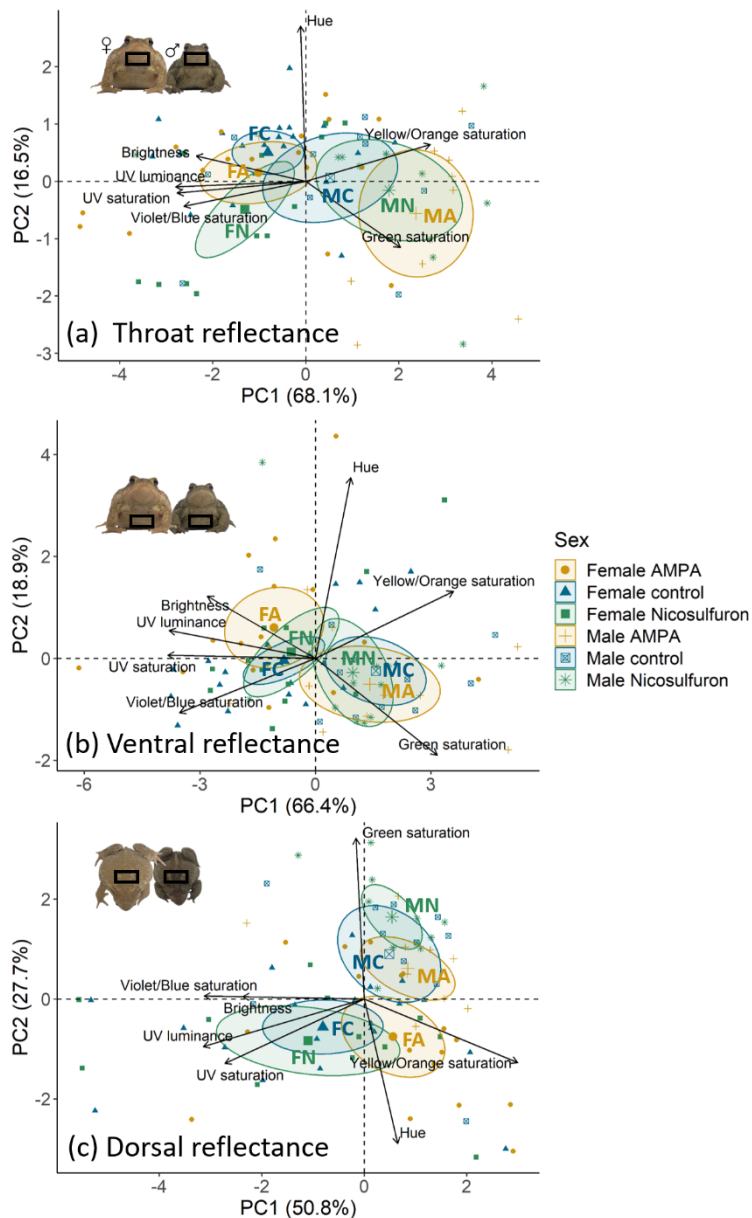 Hue
♀
♂
2
FC
Yellow/Orange saturation
1
Brightness
FA
UV luminance
0
MC
MN
UV saturation
MA
Violet/Blue saturation
FN
Green saturation
-1
-2
(a) Throat reflectance
-3
PC2 (16.5%)
-4
-2
0
2
4
PC1 (68.1%)
4
Hue
2
Yellow/Orange saturation
Brightness
FA
UV luminance
FN
0
UV saturation
FC
MN
MC
MA
Violet/Blue saturation
Green saturation
(b) Ventral reflectance
-2
PC2 (18.9%)
-6
-3
0
3
PC1 (66.4%)
Sex
Female AMPA
Female control
Female Nicosulfuron
Male AMPA
Male control
Male Nicosulfuron
Green saturation
2
MN
MC
MA
Violet/Blue saturation
0
Brightness
UV luminance
FC
FA
FN
UV saturation
Yellow/Orange saturation
-2
Hue
(c) Dorsal reflectance
PC2 (27.7%)
-4
-2
0
2
PC1 (50.8%)